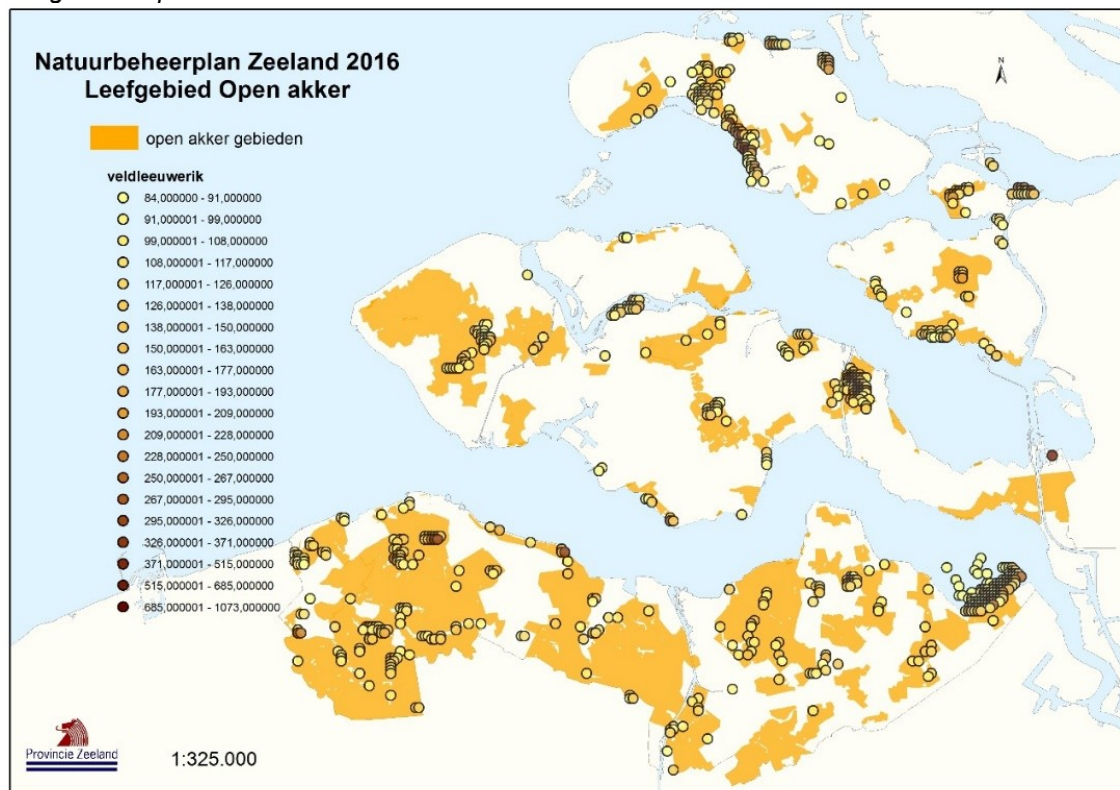 Natuurbeheerplan Zeeland 2016
Leefgebied Open akker
N
open akker gebieden
veldleeuwerik
84,000000 - 91,000000
91,000001 - 99,000000
99,000001 - 108,000000
108,000001 - 117,000000
117,000001 - 126,000000
126,000001 - 138,000000
138,000001 - 150,000000
150,000001 - 163,000000
163,000001 - 177,000000
177,000001 - 193,000000
193,000001 - 209,000000
209,000001 - 228,000000
228,000001 - 250,000000
250,000001 - 267,000000
267,000001 - 295,000000
295,000001 - 326,000000
326,000001 - 371,000000
371,000001 - 515,000000
515,000001 - 685,000000
685,000001 - 1073,000000
Provincie Zeeland
1:325.000